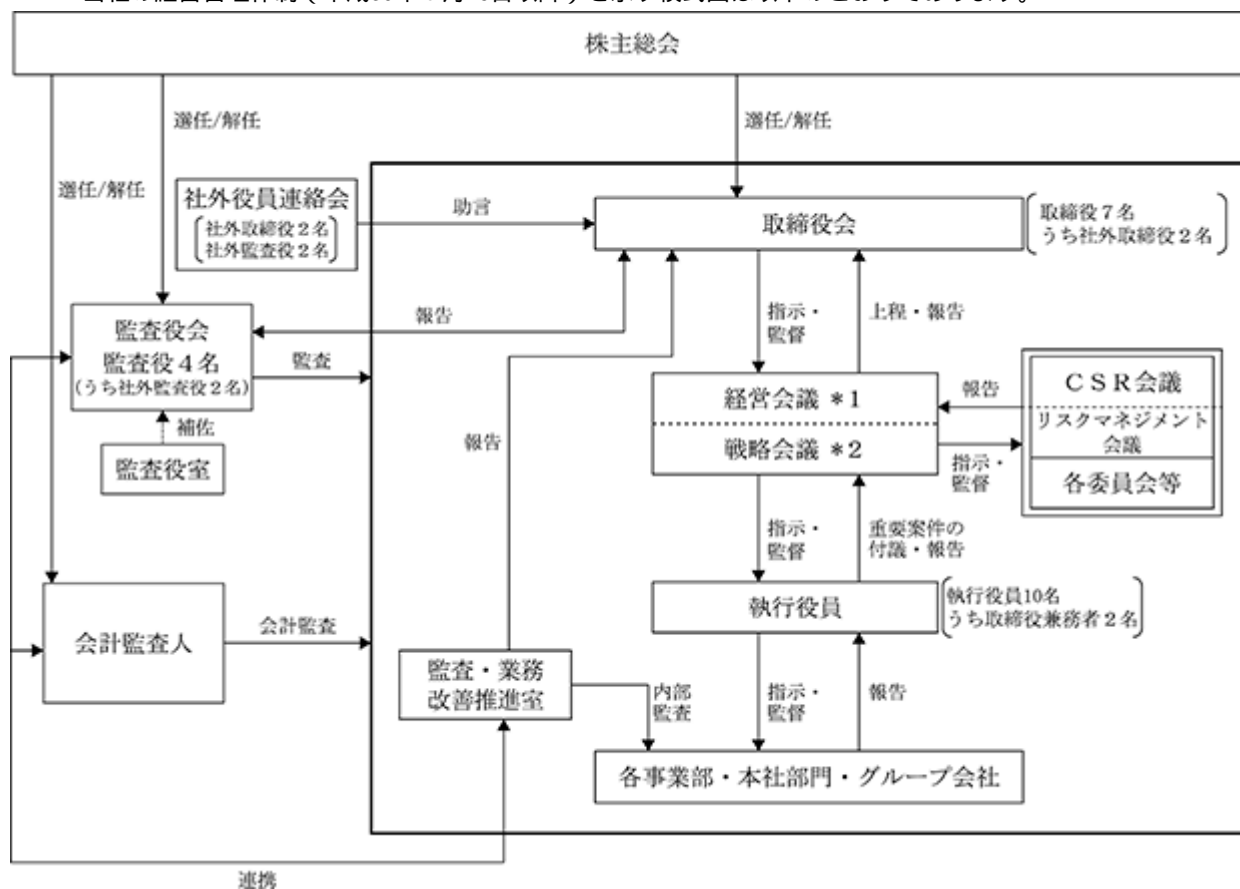 株主総会
選任/解任
選任/解任
選任/解任
社外役員連絡会
社外取締役2名
社外監査役2名
助言
取締役会
取締役7名
うち社外取締役2名
監査役会
監査役4名
(うち社外監査役2名)
報告
監査
指示・
監督
上程・報告
補佐
監査役室
報告
経営会議 *1
戦略会議 *2
報告
指示・
監督
CSR会議
リスクマネジメント
会議
各委員会等
指示・
監督
重要案件の
付議・報告
会計監査人
会計監査
執行役員
執行役員10名
うち取締役兼務者2名
監査・業務
改善推進室
内部
監査
指示・
監督
報告
各事業部・本社部門・グループ会社
連携